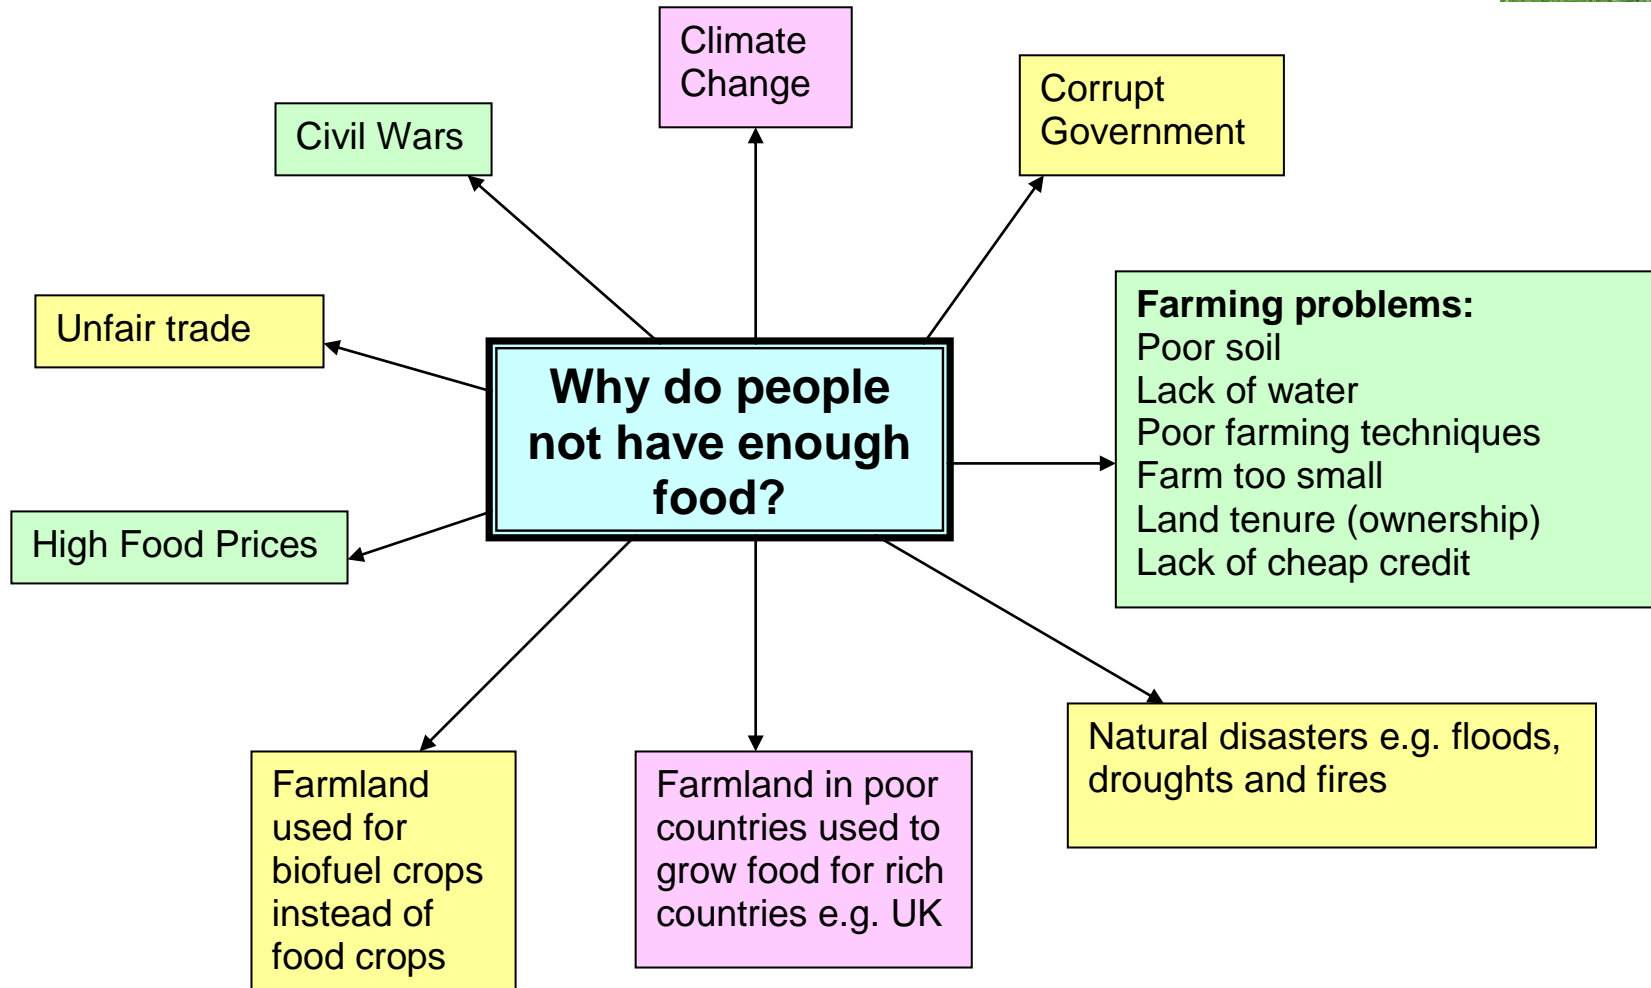 Climate
Change
Corrupt
Government
Civil Wars
Unfair trade
Why do people
not have enough
food?
Farming problems:
Poor soil
Lack of water
Poor farming techniques
Farm too small
Land tenure (ownership)
Lack of cheap credit
High Food Prices
Natural disasters e.g. floods,
droughts and fires
Farmland
used for
biofuel crops
instead of
food crops
Farmland in poor
countries used to
grow food for rich
countries e.g. UK